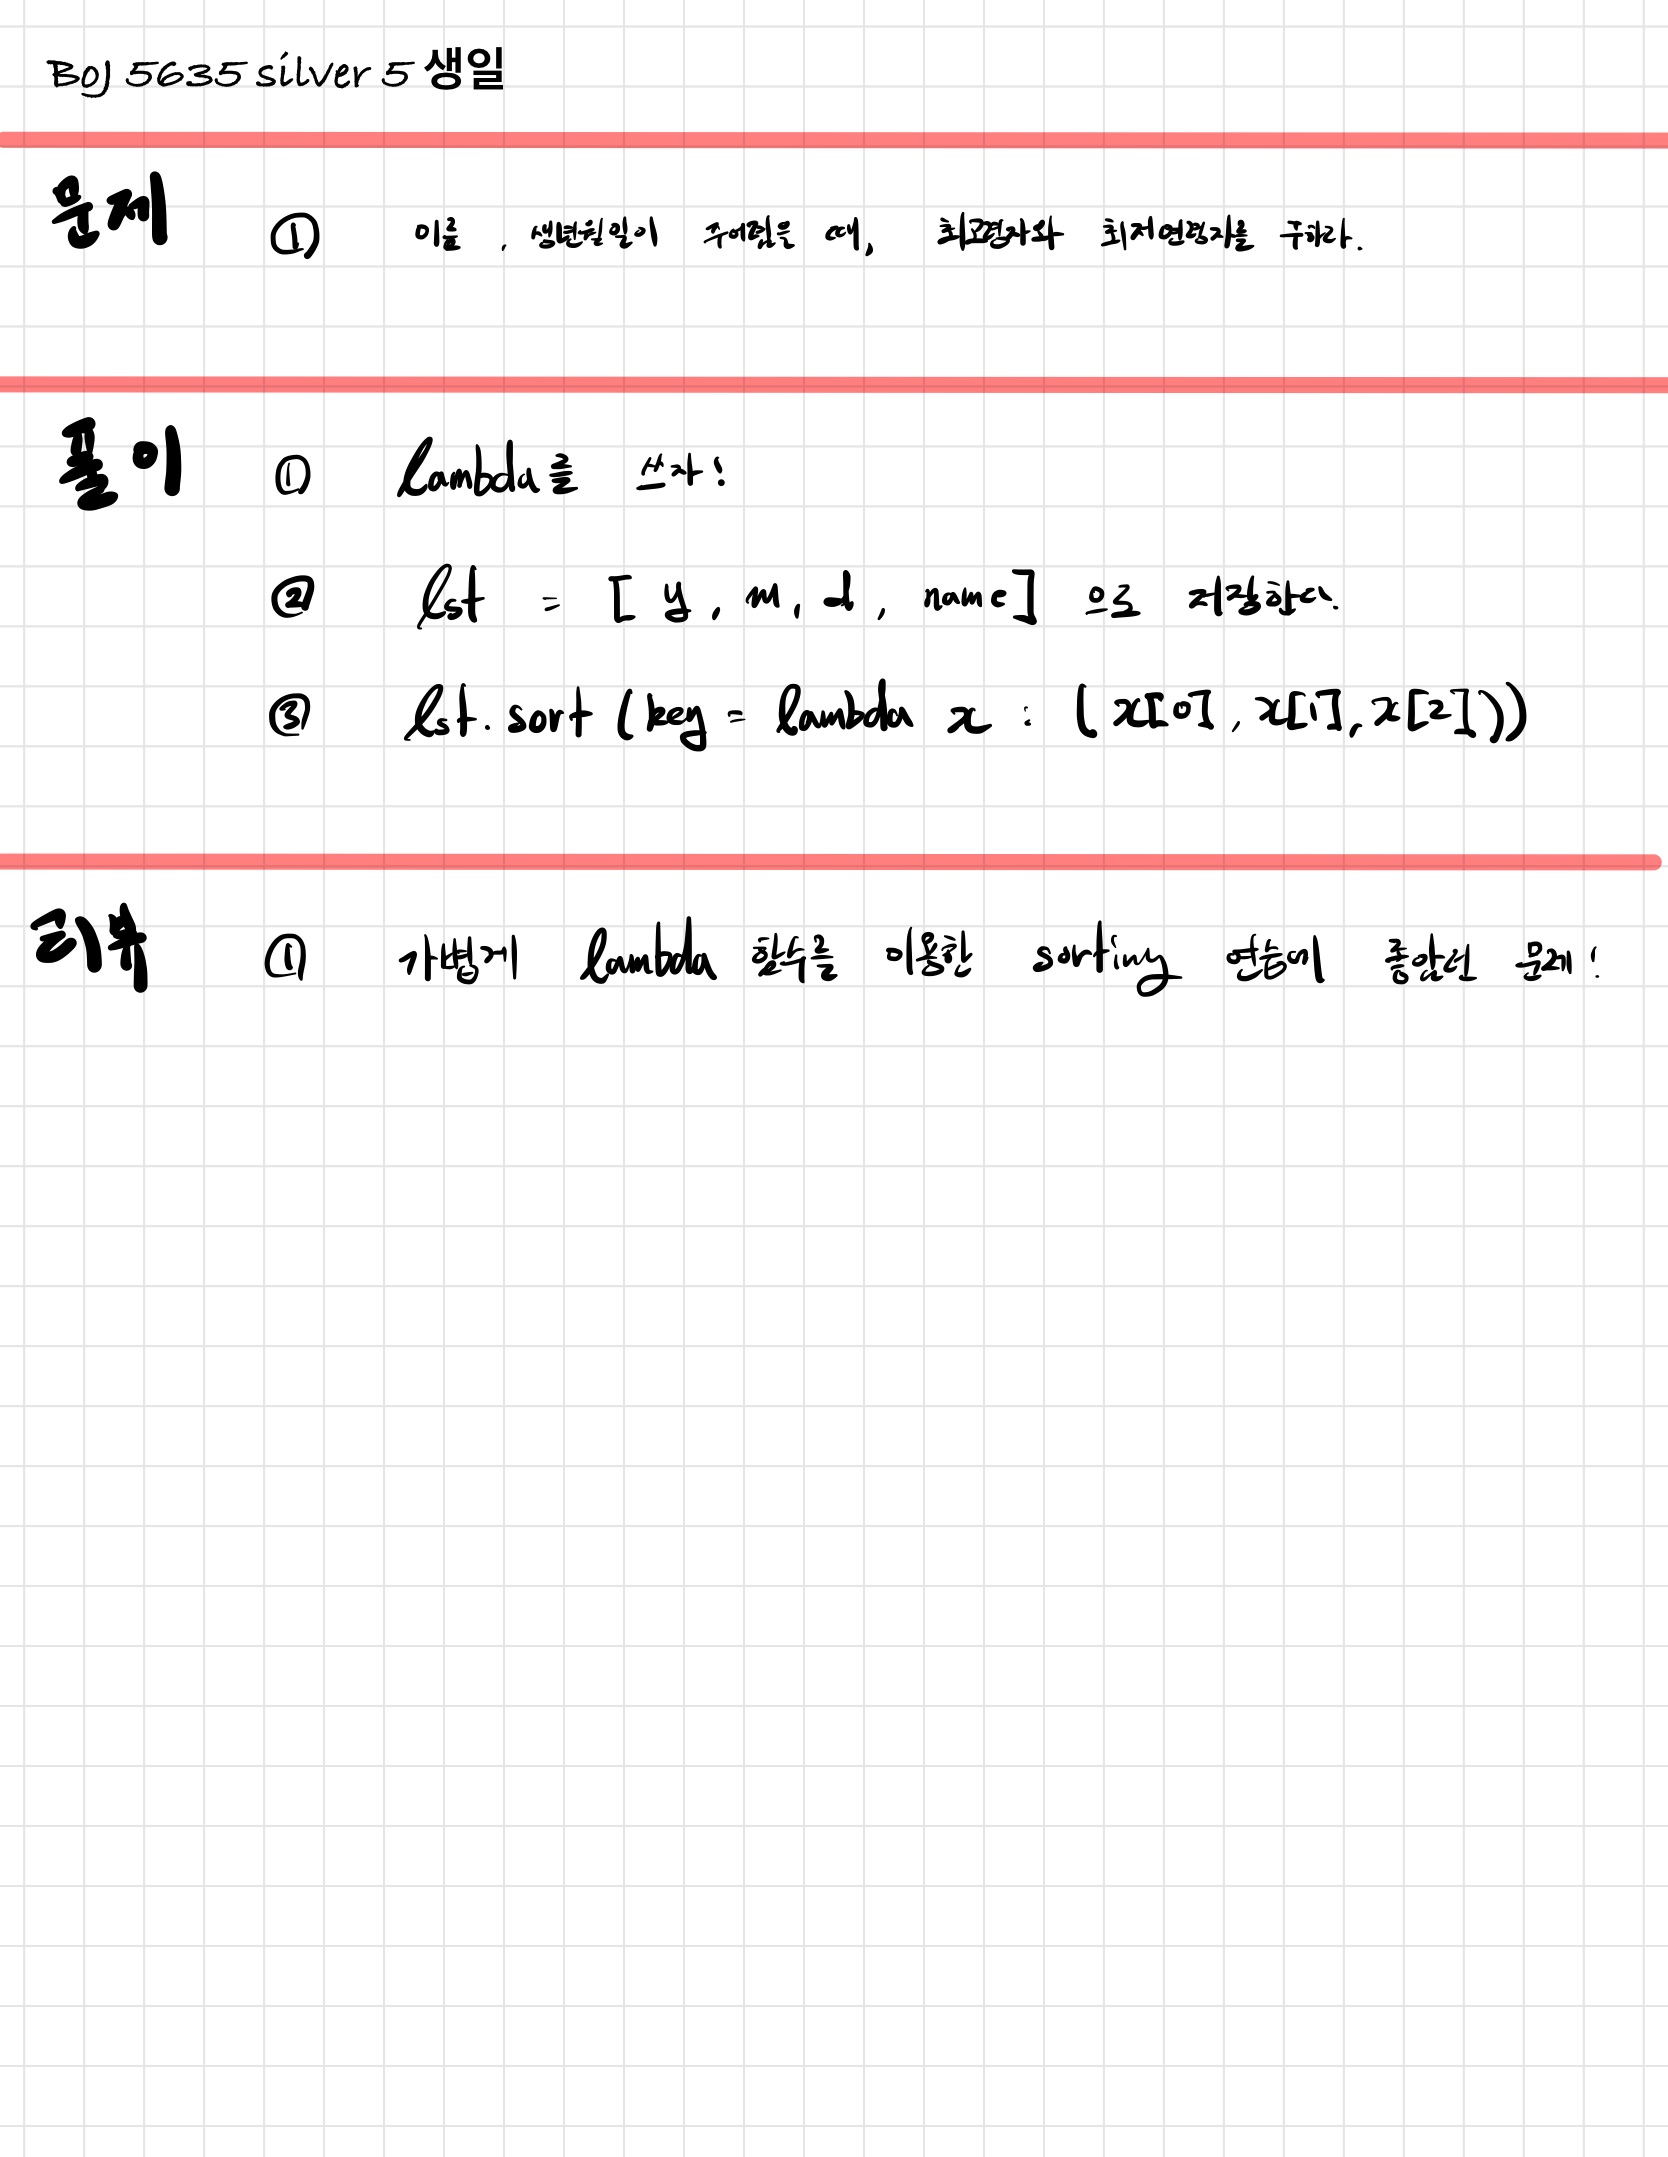 BOJ 5635 silver 5 생일
문제 ① 이름, 생년월일이 주어졌을 때, 최고령자와 최저연령자를 구하라.
풀이 ① lambda를 쓰자!
② lst = [y, m, d, name] 으로 저장한다.
③ lst.sort(key = lambda x : (x[0], x[1], x[2]))
리뷰 ① 가볍게 lambda 함수를 이용한 sorting 연습에 좋았던 문제!